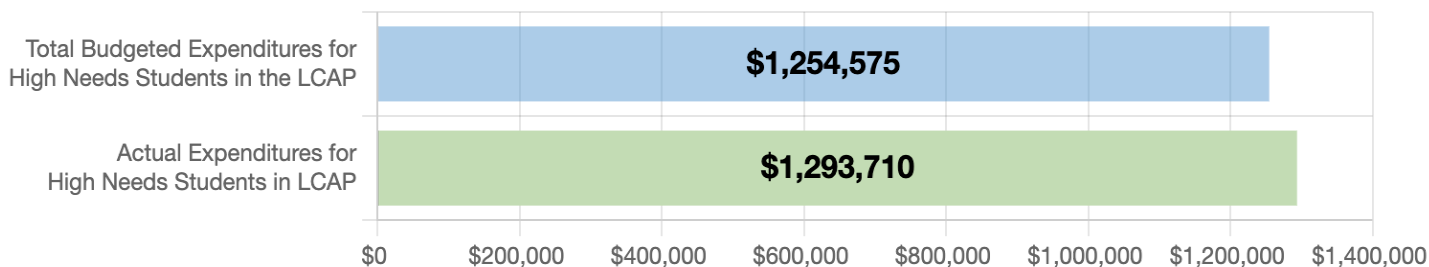 Total Budgeted Expenditures for
High Needs Students in the LCAP
$1,254,575
Actual Expenditures for
High Needs Students in LCAP
$1,293,710
$0 $200,000 $400,000 $600,000 $800,000 $1,000,000 $1,200,000 $1,400,000